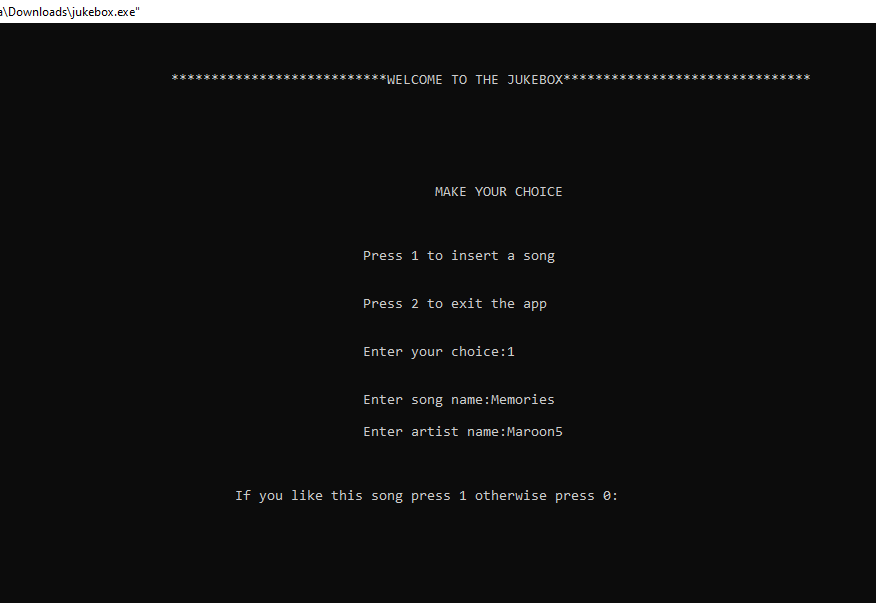 a\Downloads\jukebox.exe"
***************************WELCOME TO THE JUKEBOX*******************************
MAKE YOUR CHOICE
Press 1 to insert a song
Press 2 to exit the app
Enter your choice:1
Enter song name:Memories
Enter artist name:Maroon5
If you like this song press 1 otherwise press 0: